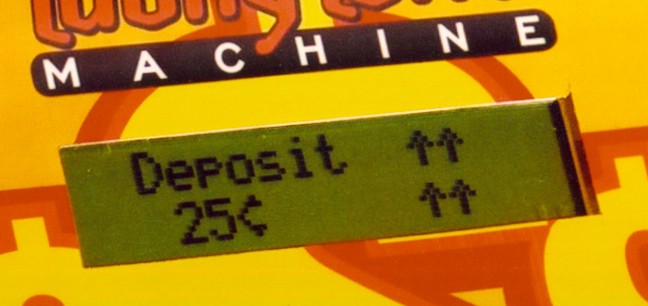 MACHINE
Deposit ↑↑
25¢ ↑↑